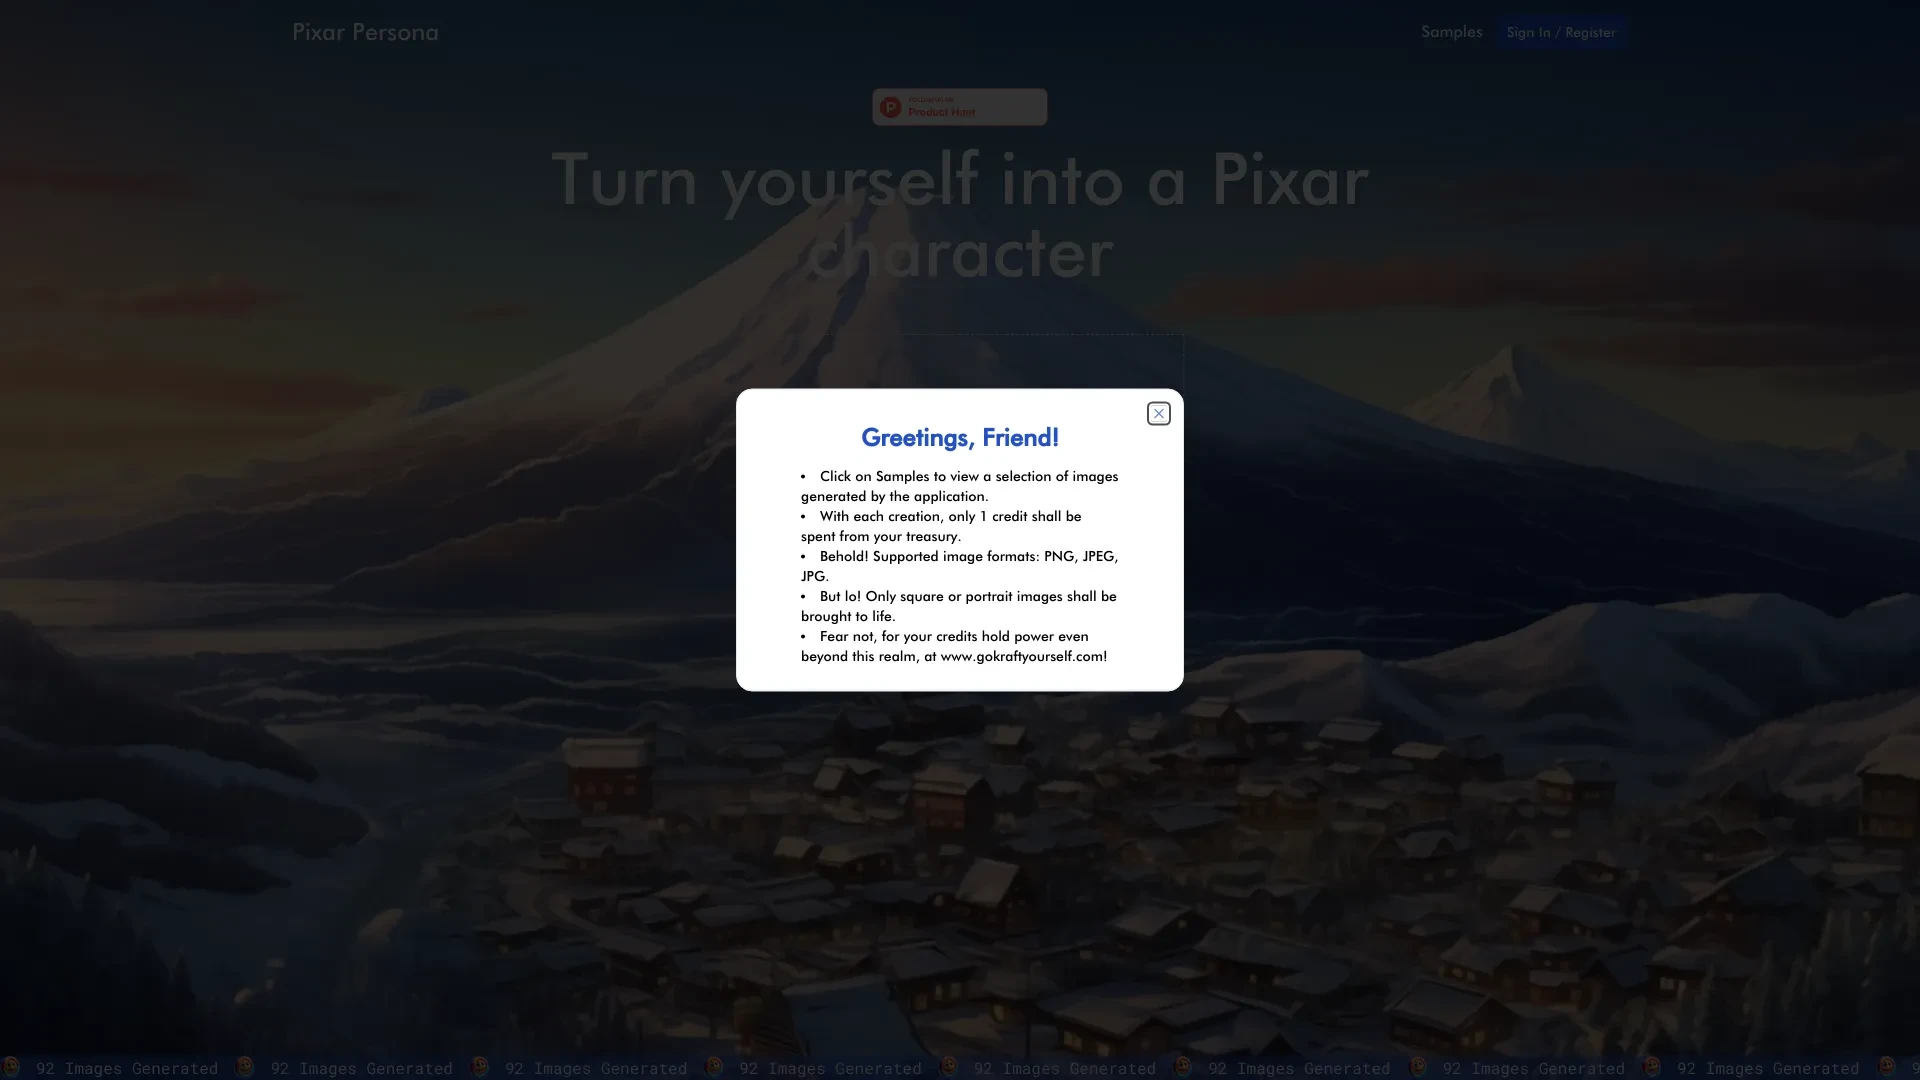 Pixar Persona
Samples
Sign In / Register
Product Hunt
Turn yourself into a Pixar
character
Greetings, Friend!
• Click on Samples to view a selection of images
generated by the application.
• With each creation, only 1 credit shall be
spent from your treasury.
• Behold! Supported image formats: PNG, JPEG,
JPG.
• But lo! Only square or portrait images shall be
brought to life.
• Fear not, for your credits hold power even
beyond this realm, at www.gokraftyourself.com!
92 Images Generated 92 Images Generated 92 Images Generated 92 Images Generated 92 Images Generated 92 Images Generated 92 Images Generated 92 Images Generated 9